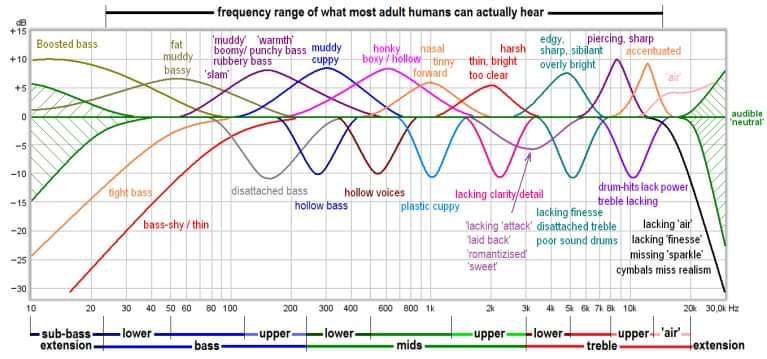 frequency range of what most adult humans can actually hear
dB
+15
+10
+5
0
−5
−10
−15
−20
−25
−30
Boosted bass
fat
muddy
bassy
'muddy' 'warmth'
boomy/ punchy bass
rubbery bass
'slam'
muddy
cuppy
honky
boxy / hollow
nasal
tinny
forward
harsh
thin, bright
too clear
edgy,
sharp, sibilant
overly bright
piercing, sharp
accentuated
'air'
audible
'neutral'
tight bass
bass-shy / thin
disattached bass
hollow bass
hollow voices
plastic cuppy
lacking clarity/detail
'lacking 'attack'
'laid back'
'romantizised'
'sweet'
lacking finesse
disattached treble
poor sound drums
drum-hits lack power
treble lacking
lacking 'air'
lacking 'finesse'
missing 'sparkle'
cymbals miss realism
10 20 30 40 50 60 80 100 200 300 400 600 800 1k 2k 3k 4k 5k 6k 7k 8k 10k 20k 30,0k Hz
sub-bass lower upper lower upper lower upper 'air'
extension bass mids treble extension